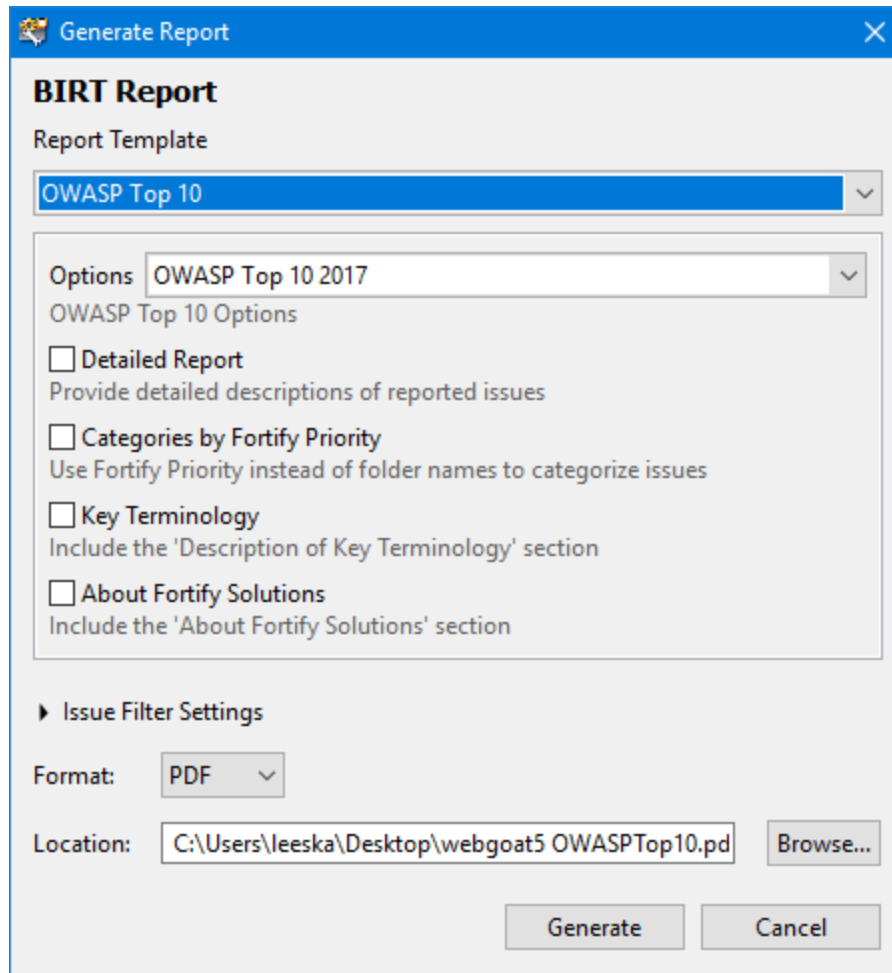 Generate Report
BIRT Report
Report Template
OWASP Top 10
Options OWASP Top 10 2017
OWASP Top 10 Options
Detailed Report
Provide detailed descriptions of reported issues
Categories by Fortify Priority
Use Fortify Priority instead of folder names to categorize issues
Key Terminology
Include the 'Description of Key Terminology' section
About Fortify Solutions
Include the 'About Fortify Solutions' section
Issue Filter Settings
Format: PDF
Location: C:\Users\leeska\Desktop\webgoat5 OWASPTop10.pd Browse...
Generate Cancel